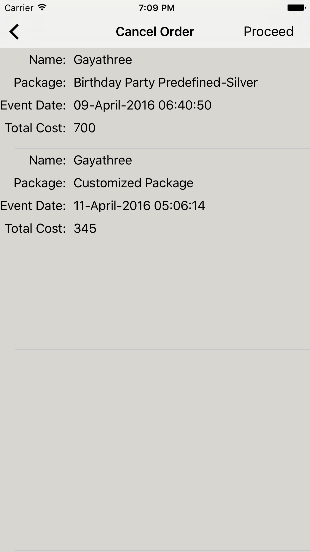 Carrier 7:09 PM
Cancel Order Proceed
Name: Gayathree
Package: Birthday Party Predefined-Silver
Event Date: 09-April-2016 06:40:50
Total Cost: 700
Name: Gayathree
Package: Customized Package
Event Date: 11-April-2016 05:06:14
Total Cost: 345